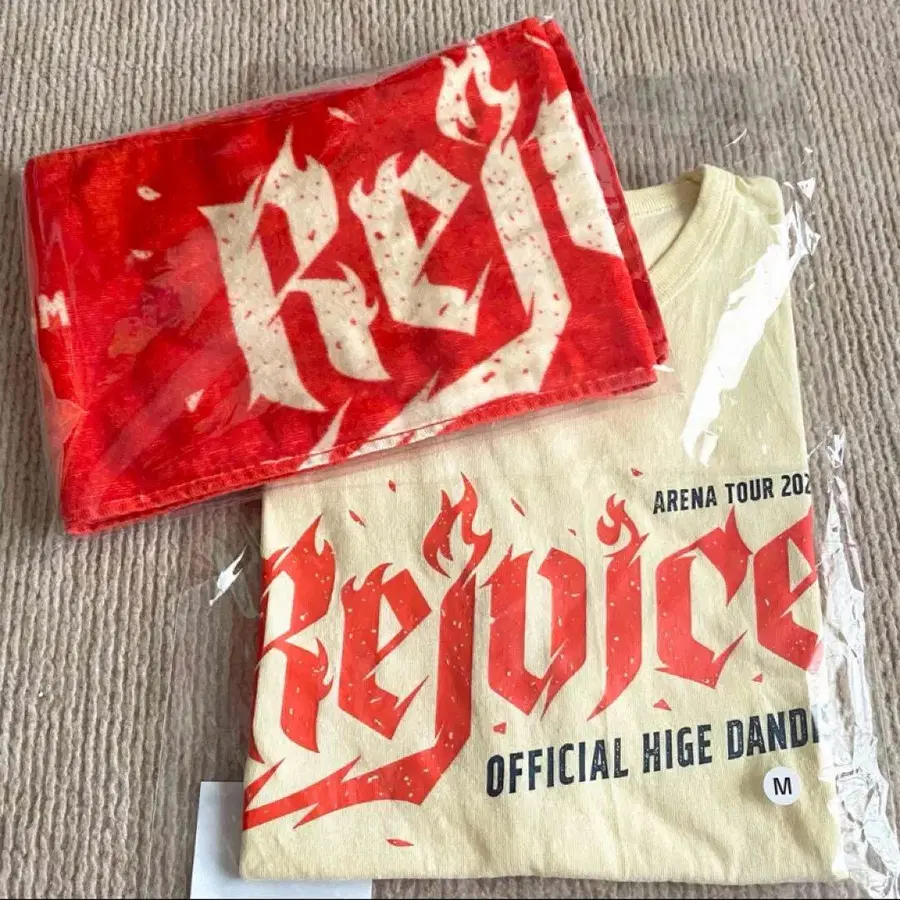 M
Rej
ARENA TOUR 202
Rejoice
OFFICIAL HIGE DANDI
M